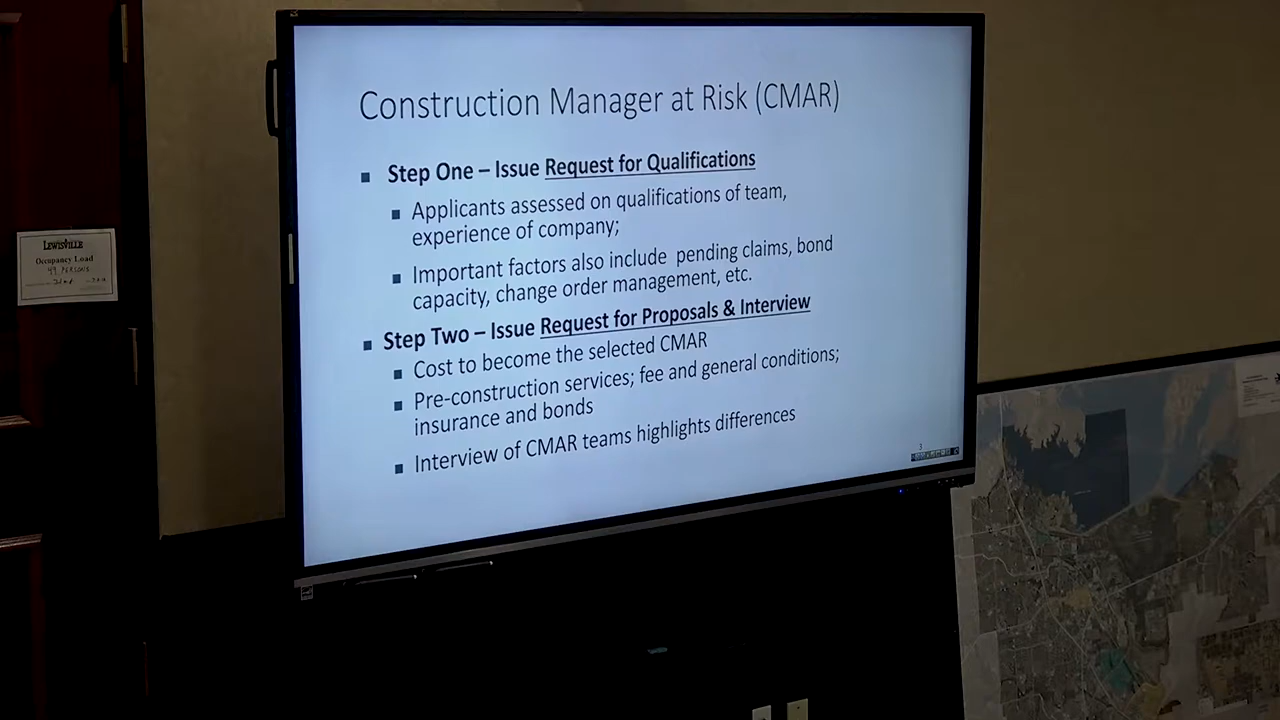 Construction Manager at Risk (CMAR)
Step One – Issue Request for Qualifications
Applicants assessed on qualifications of team,
experience of company;
Important factors also include pending claims, bond
capacity, change order management, etc.
Step Two – Issue Request for Proposals & Interview
Cost to become the selected CMAR
Pre-construction services; fee and general conditions;
insurance and bonds
Interview of CMAR teams highlights differences
3
LEWISVILLE
Occupancy Load
49 PERSONS